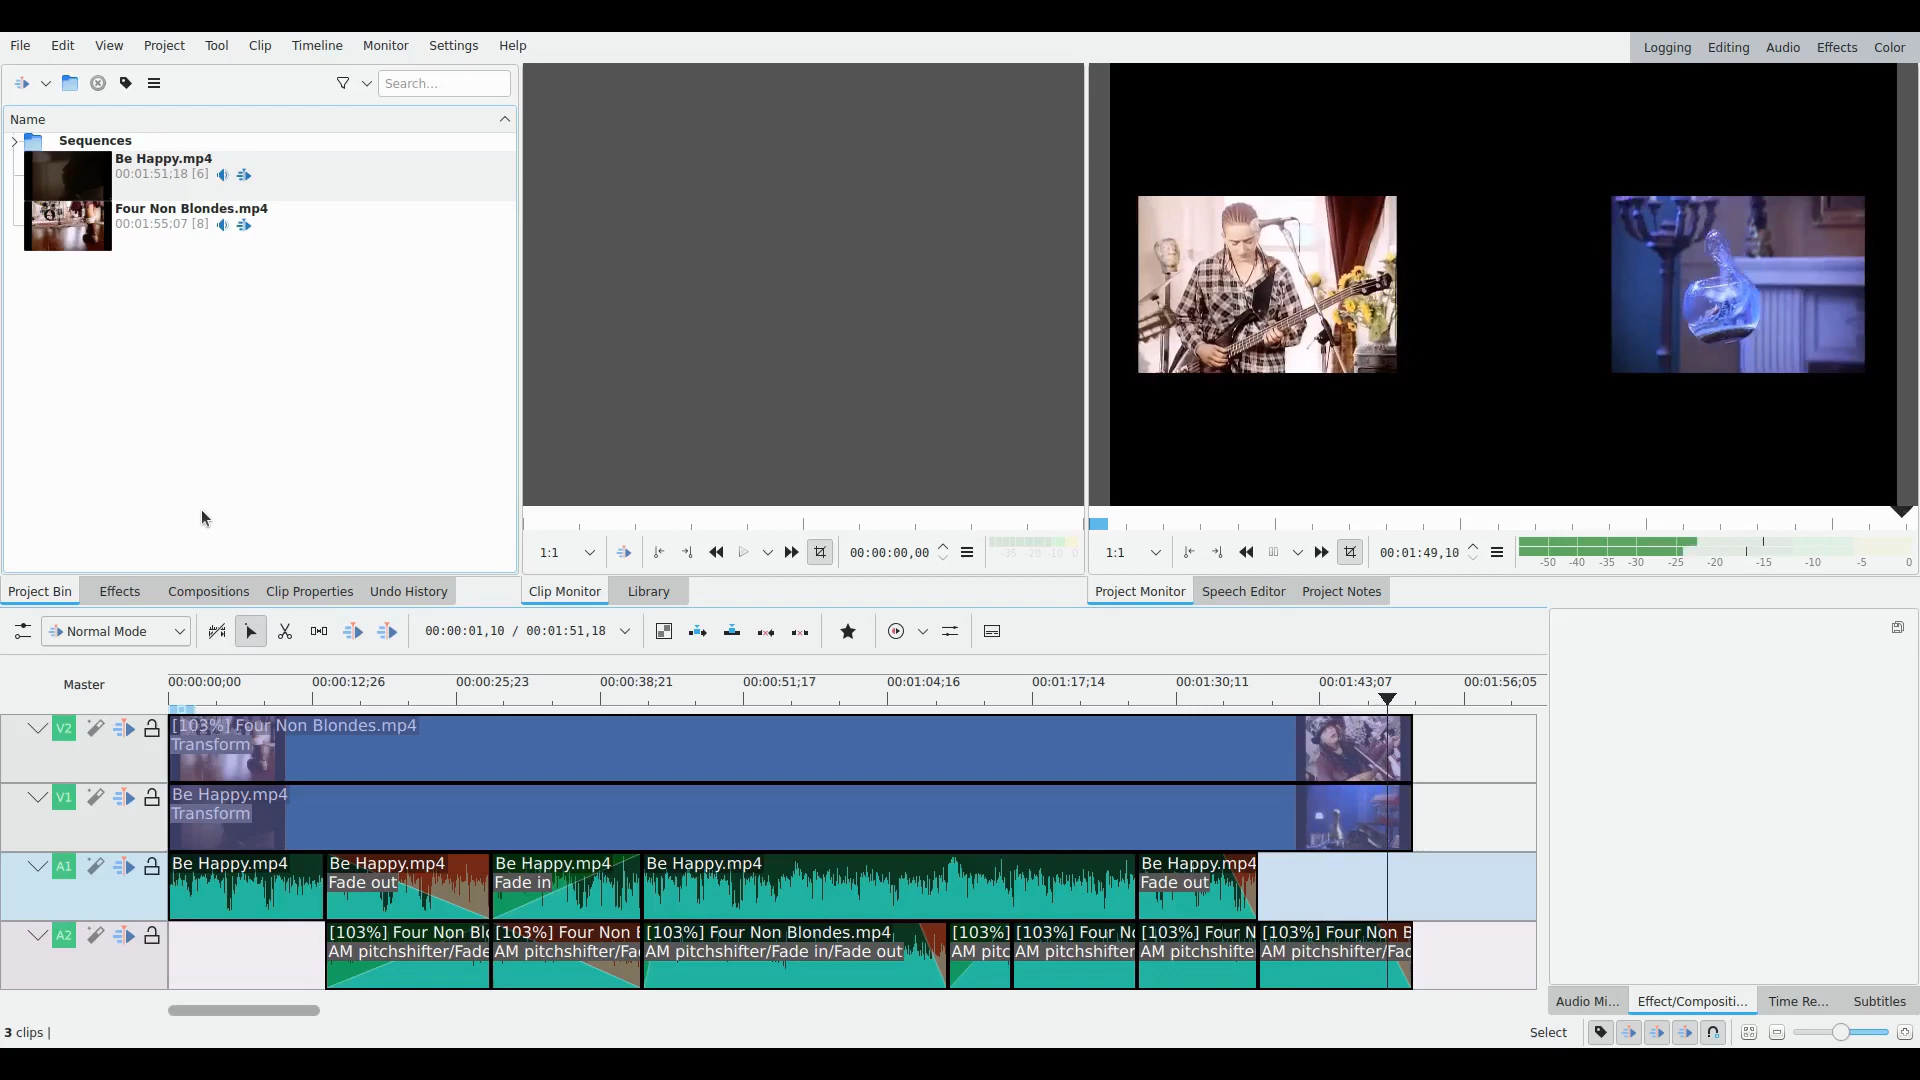 File Edit View Project Tool Clip Timeline Monitor Settings Help
Logging Editing Audio Effects Color
Search...
Name
Sequences
Be Happy.mp4
00:01:51;18 [6]
Four Non Blondes.mp4
00:01:55;07 [8]
1:1 00:00:00,00 -35 -20 -10 0
1:1 00:01:49,10 -50 -40 -35 -30 -25 -20 -15 -10 -5 0
Project Bin Effects Compositions Clip Properties Undo History
Clip Monitor Library
Project Monitor Speech Editor Project Notes
Normal Mode 00:00:01,10 / 00:01:51,18
Master 00:00:00;00 00:00:12;26 00:00:25;23 00:00:38;21 00:00:51;17 00:01:04;16 00:01:17;14 00:01:30;11 00:01:43;07 00:01:56;05
V2 [103%] Four Non Blondes.mp4
Transform
V1 Be Happy.mp4
Transform
A1 Be Happy.mp4 Be Happy.mp4 Be Happy.mp4 Be Happy.mp4 Be Happy.mp4
Fade out Fade in Fade out
A2 [103%] Four Non Blo [103%] Four Non B [103%] Four Non Blondes.mp4 [103%] [103%] Four No [103%] Four N [103%] Four Non B
AM pitchshifter/Fade AM pitchshifter/Fa AM pitchshifter/Fade in/Fade out AM pitc AM pitchshifter AM pitchshifte AM pitchshifter/Fac
Audio Mi... Effect/Compositi... Time Re... Subtitles
3 clips | Select